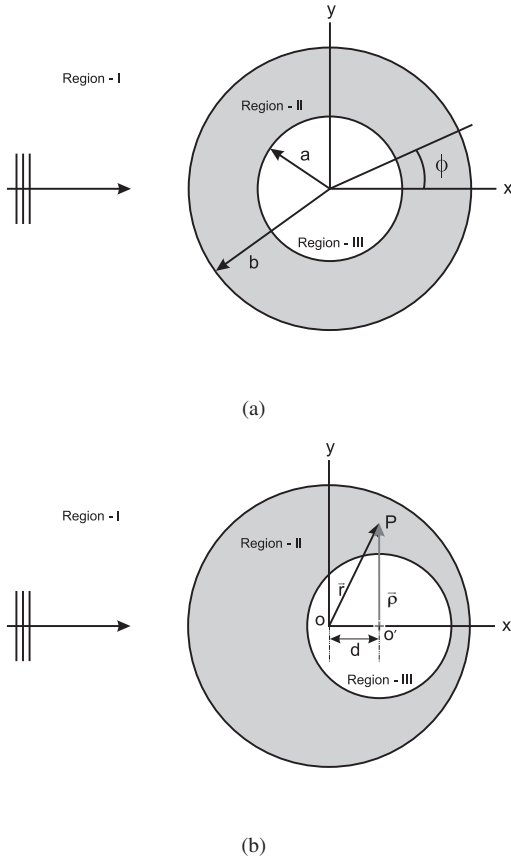 y
Region - I
Region - II
a
ϕ
x
Region - III
b
(a)
y
Region - I
Region - II
P
r̄
ρ̄
o
x
o'
d
Region - III
(b)